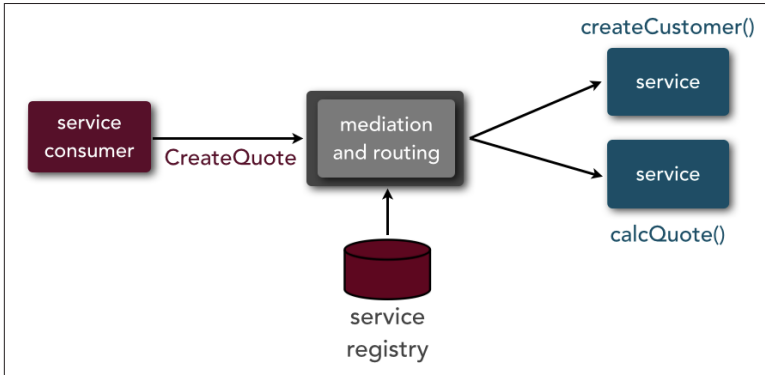 createCustomer()
service
service
consumer
CreateQuote
mediation
and routing
service
calcQuote()
service
registry